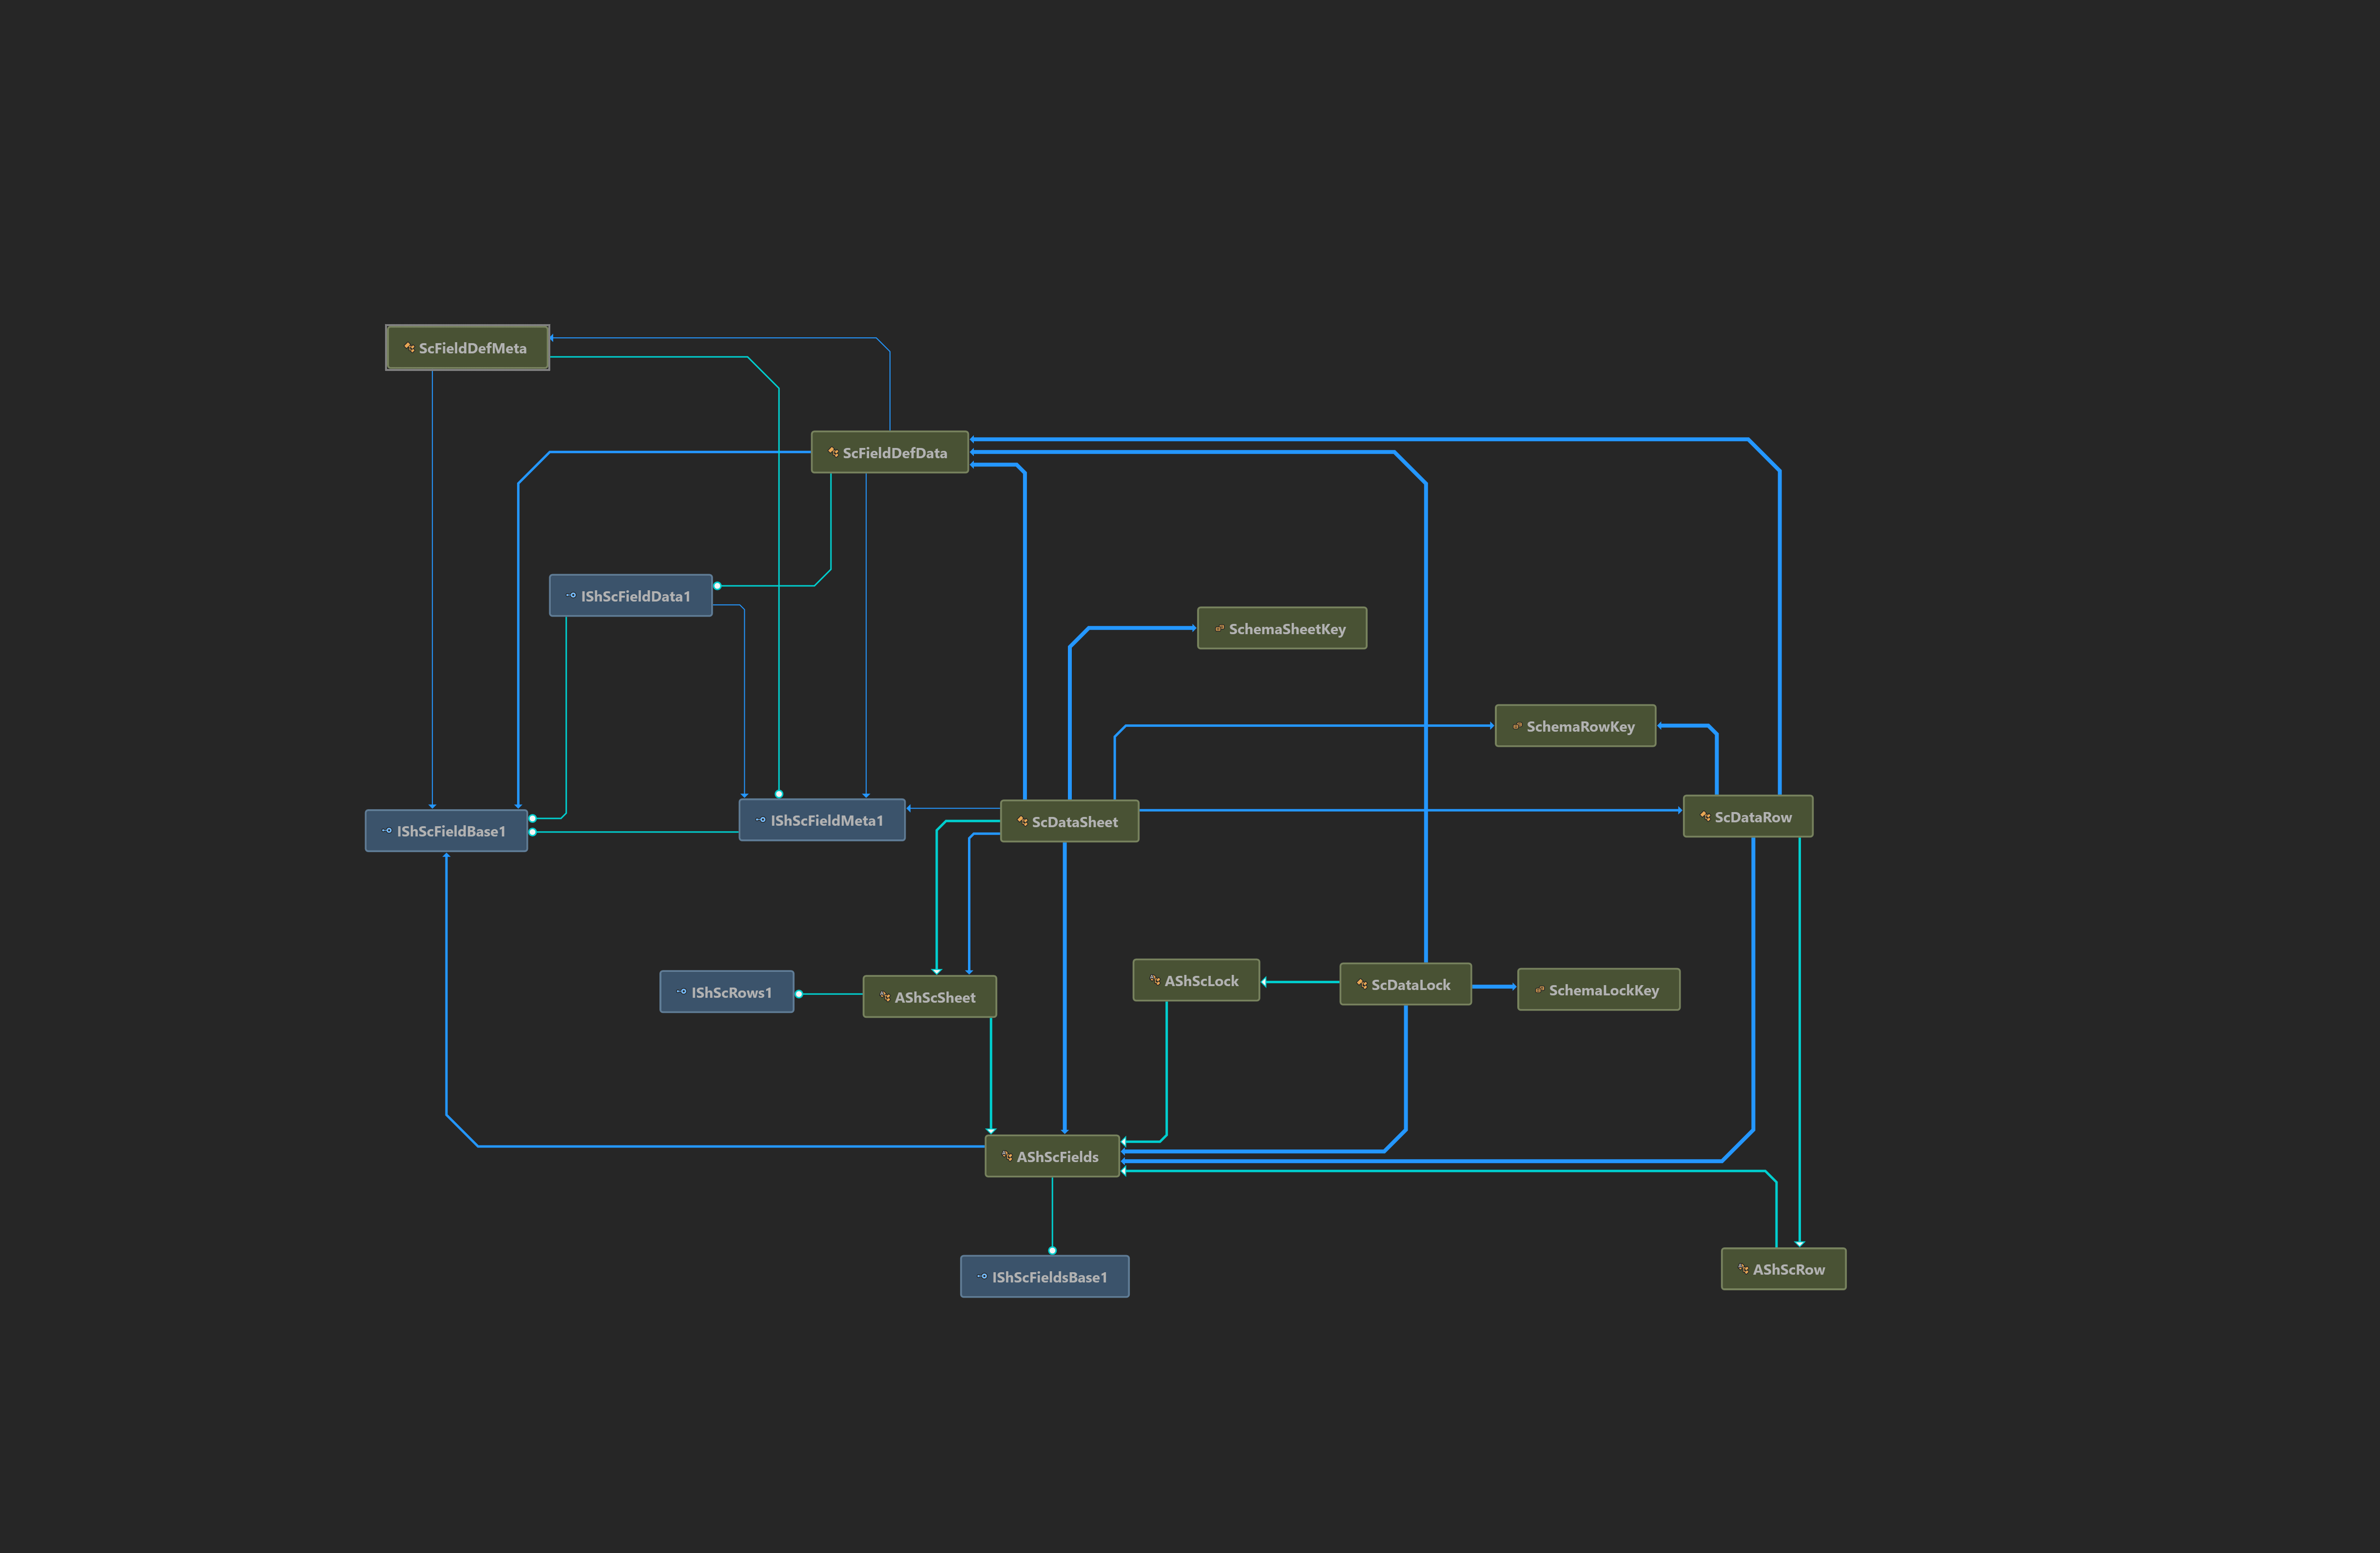 ScFieldDefMeta
ScFieldDefData
IShScFieldData1
SchemaSheetKey
SchemaRowKey
IShScFieldBase1
IShScFieldMeta1
ScDataSheet
ScDataRow
IShScRows1
AShScSheet
AShScLock
ScDataLock
SchemaLockKey
AShScFields
IShScFieldsBase1
AShScRow